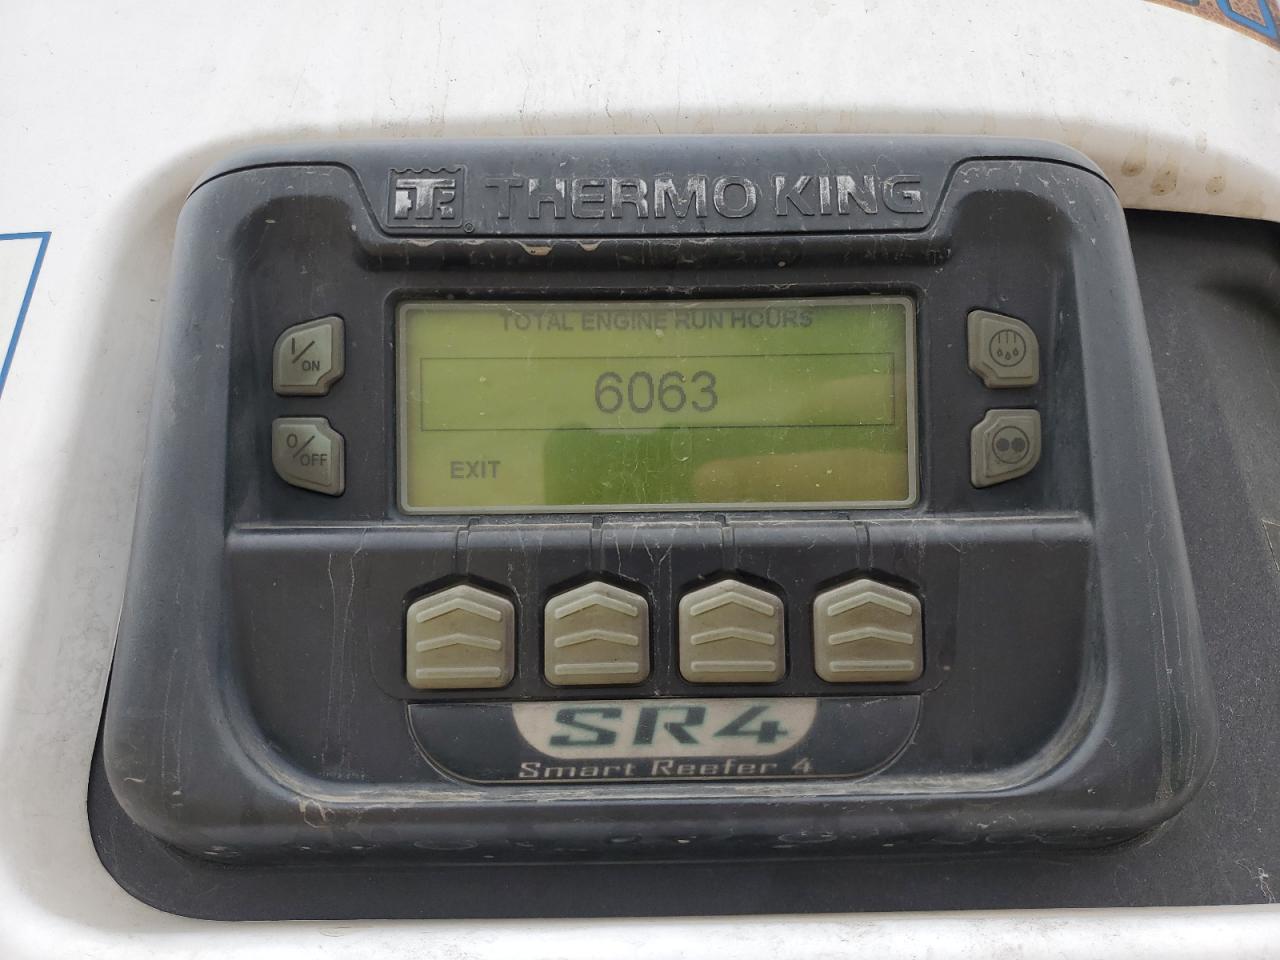 THERMO KING
TOTAL ENGINE RUN HOURS
6063
EXIT
I/ON
O/OFF
SR4
Smart Reefer 4